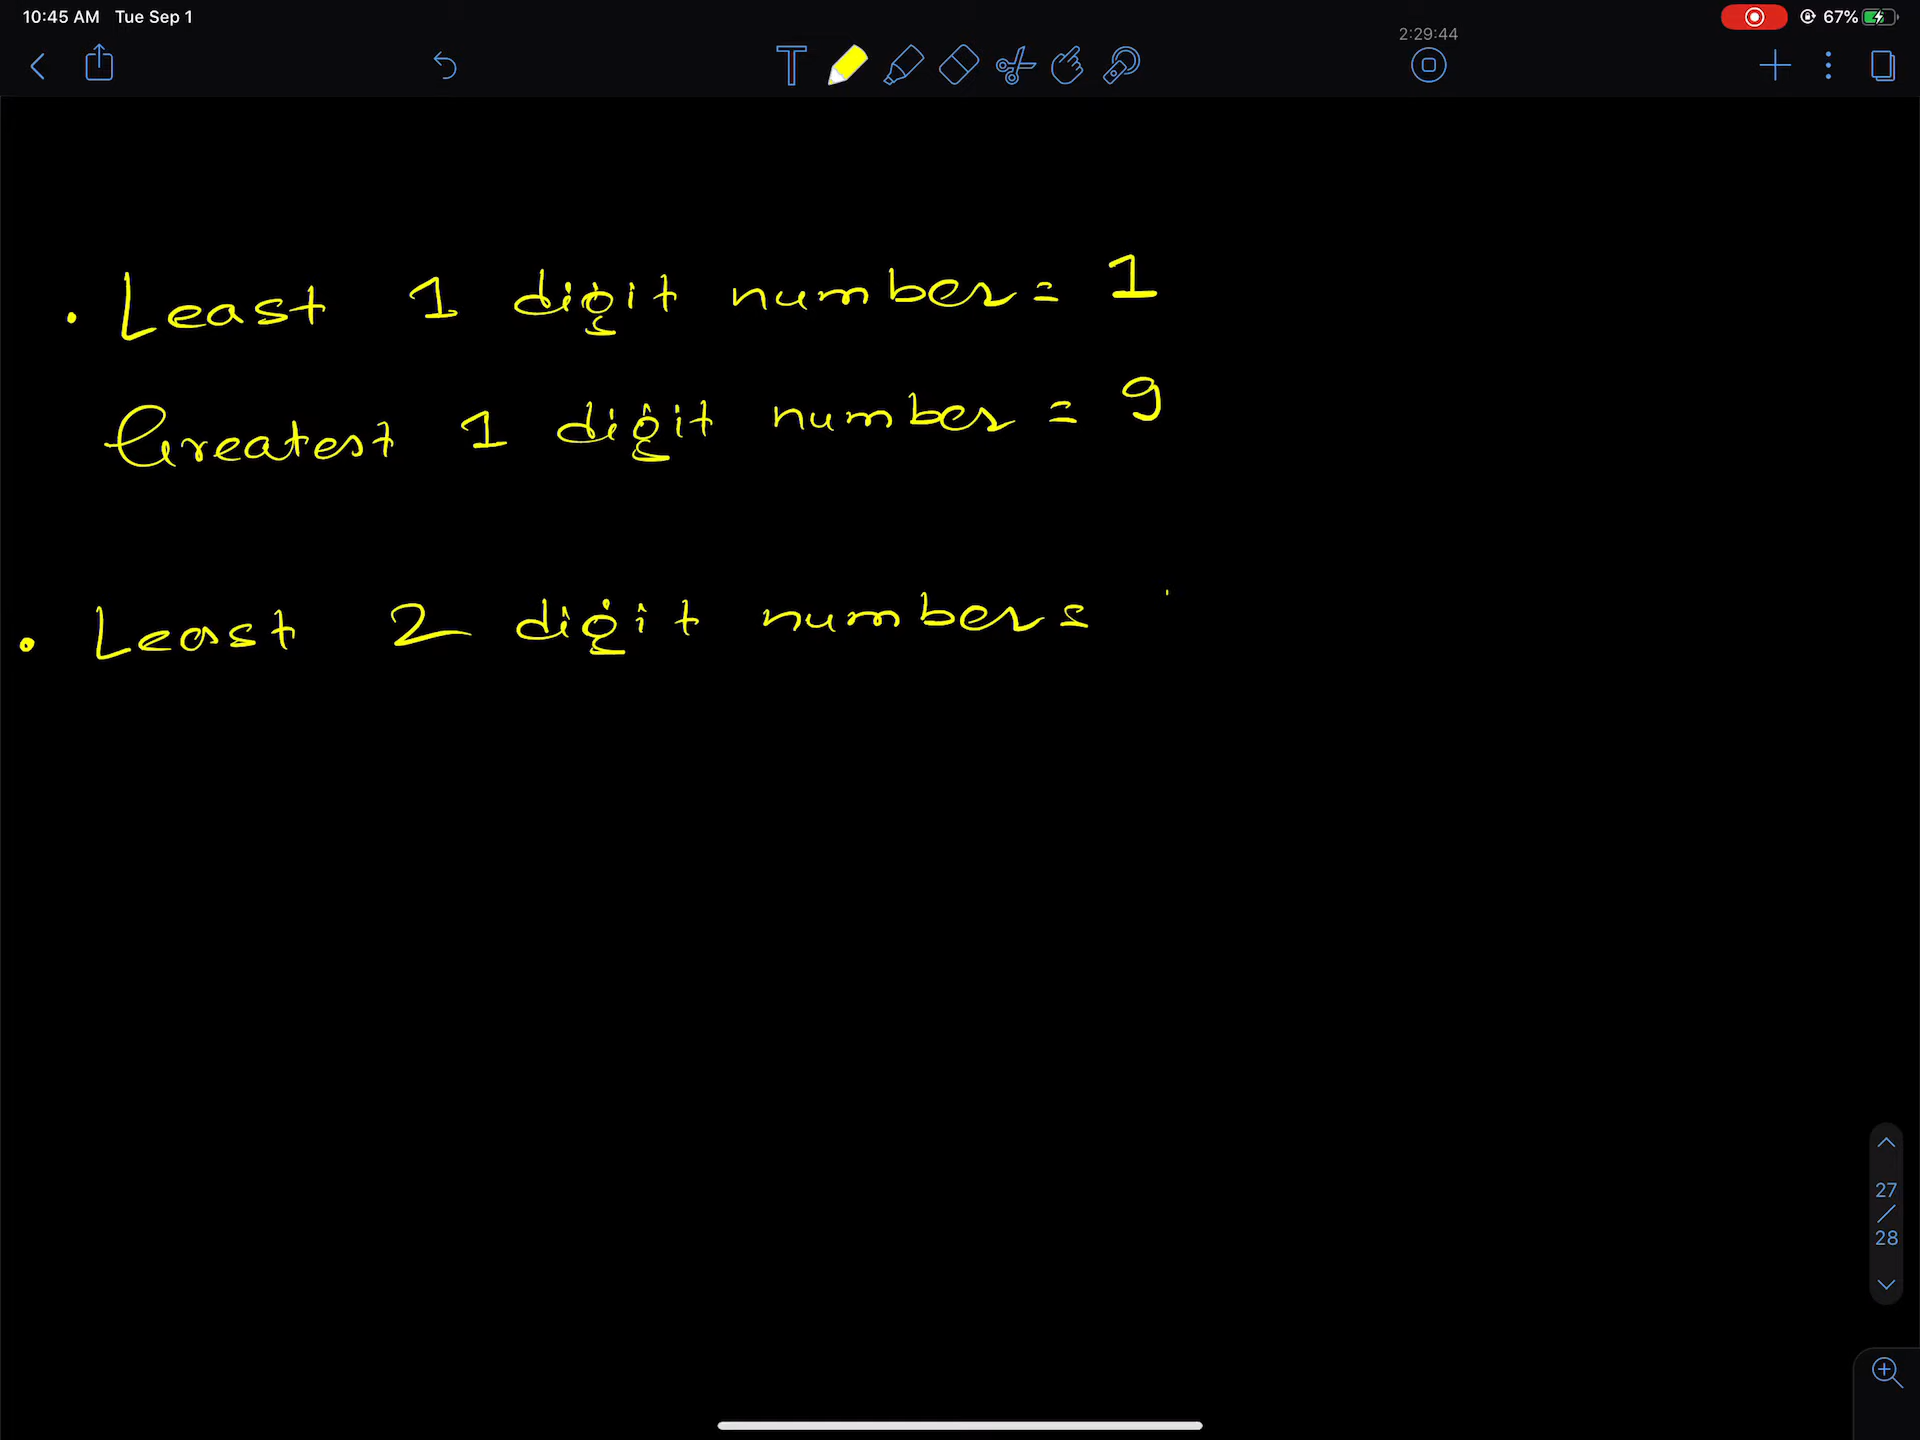 10:45 AM Tue Sep 1
67%
2:29:44
T
• Least 1 digit number = 1
Greatest 1 digit number = 9
• Least 2 digit number =
27
/
28